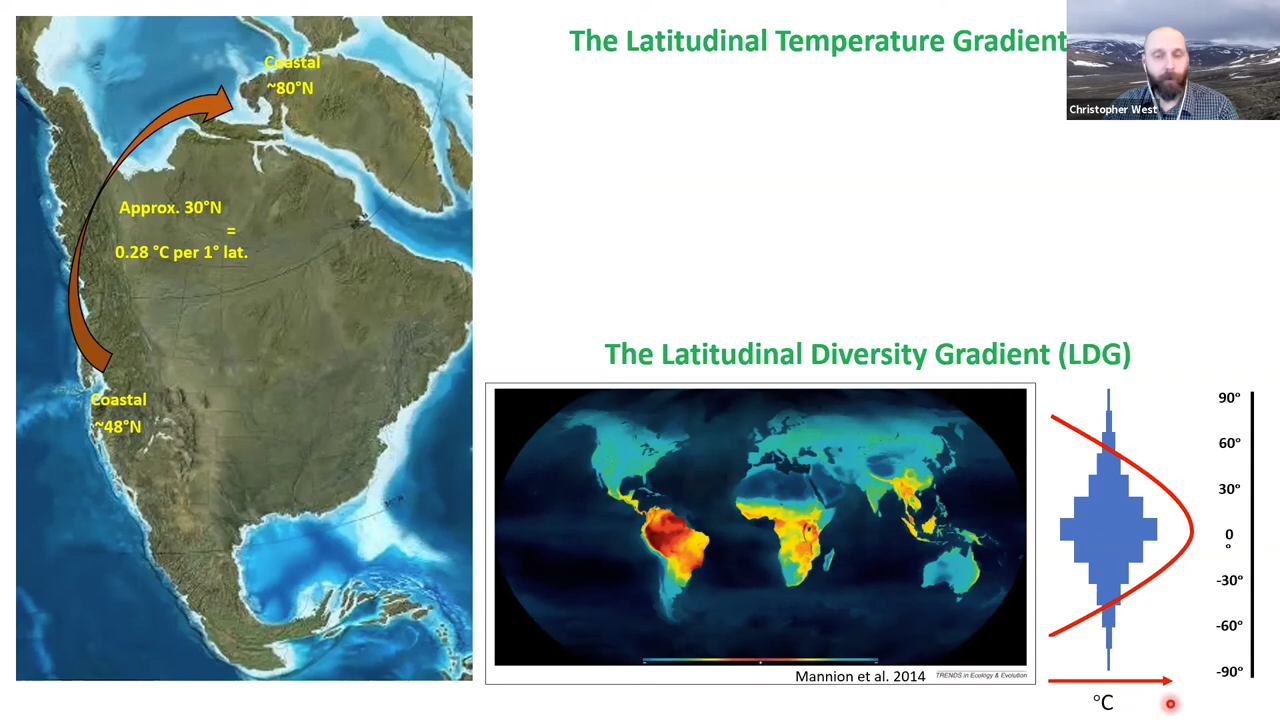 The Latitudinal Temperature Gradient
Christopher West
Coastal
~80°N
Approx. 30°N
=
0.28 °C per 1° lat.
Coastal
~48°N
The Latitudinal Diversity Gradient (LDG)
90°
60°
30°
0
°
-30°
-60°
-90°
Mannion et al. 2014
TRENDS in Ecology & Evolution
°C